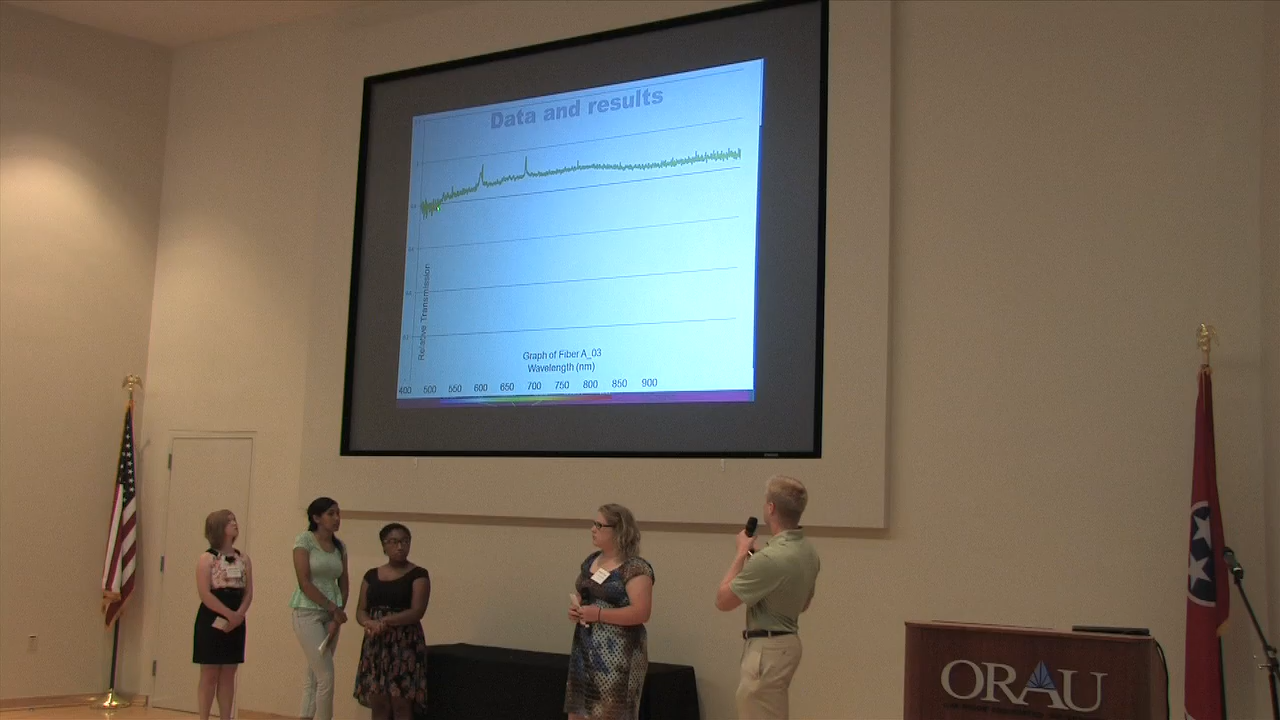 Data and results
Relative Transmission
Graph of Fiber A_03
Wavelength (nm)
400 500 550 600 650 700 750 800 850 900
ORAU